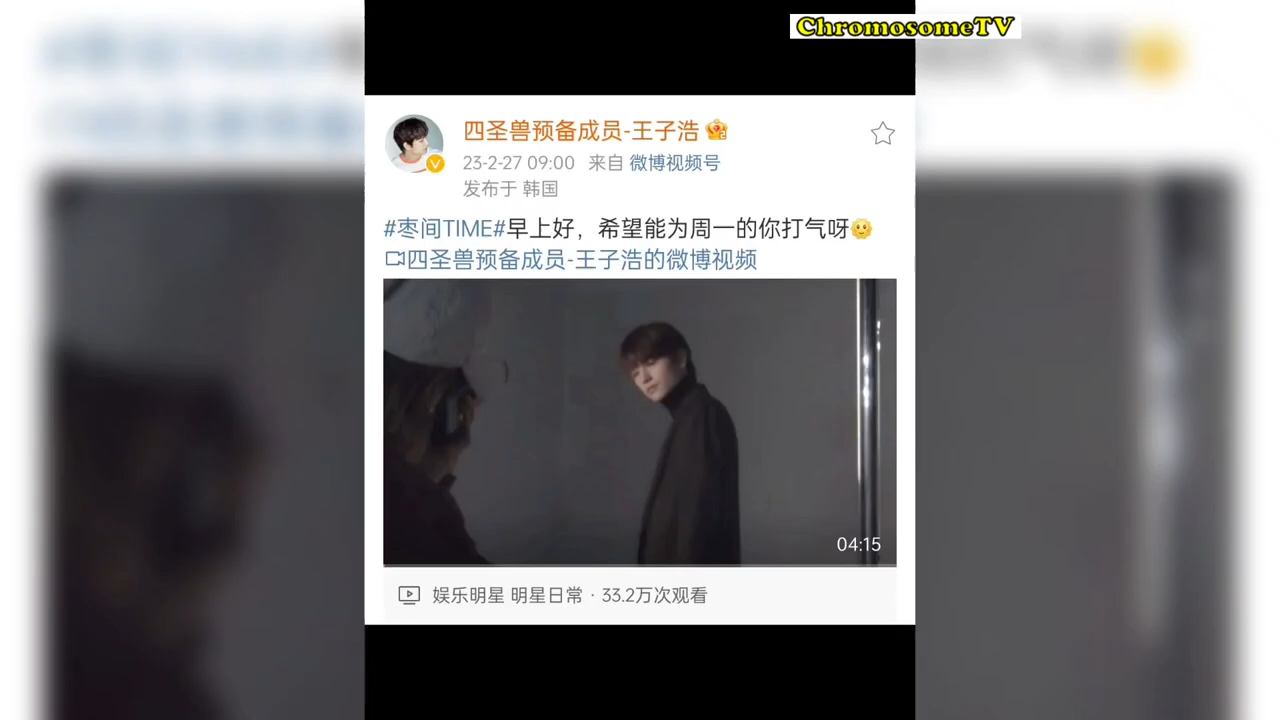 ChromosomeTV
四圣兽预备成员-王子浩
23-2-27 09:00 来自 微博视频号
发布于 韩国
#枣间TIME#早上好，希望能为周一的你打气呀
四圣兽预备成员-王子浩的微博视频
04:15
娱乐明星 明星日常 · 33.2万次观看